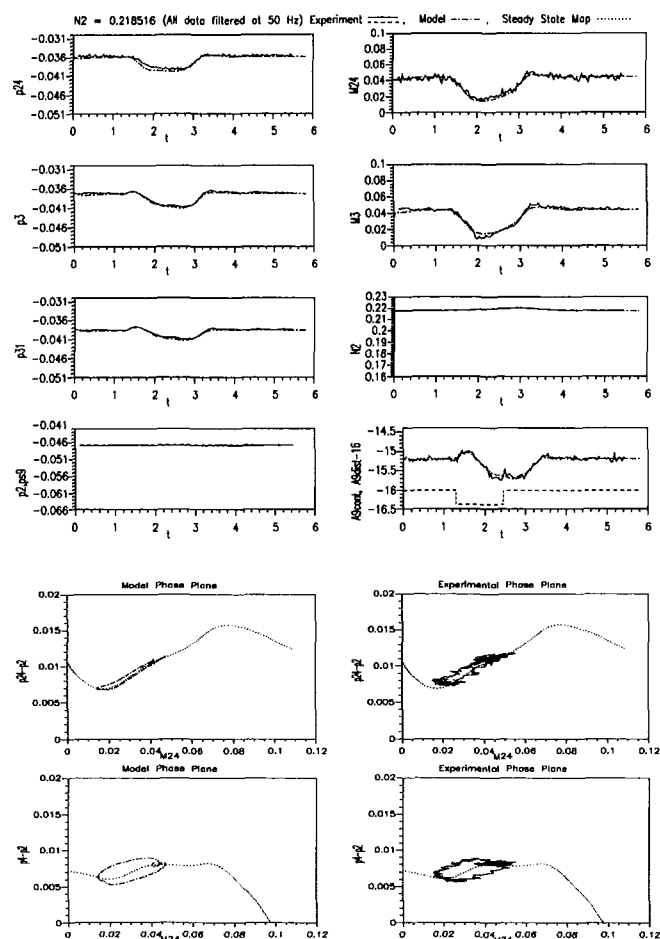 N2 = 0.218516 (AN data filtered at 50 Hz) Experiment , Model , Steady State Map
-0.031
-0.036
-0.041
-0.046
-0.051
p24
0 1 2 3 4 5 6
t
0.1
0.08
0.06
0.04
0.02
0
M24
0 1 2 3 4 5 6
t
-0.031
-0.036
-0.041
-0.046
-0.051
p3
0 1 2 3 4 5 6
t
0.1
0.08
0.06
0.04
0.02
0
M3
0 1 2 3 4 5 6
t
-0.031
-0.036
-0.041
-0.046
-0.051
p31
0 1 2 3 4 5 6
t
0.23
0.22
0.21
0.2
0.19
0.18
0.17
0.16
N2
0 1 2 3 4 5 6
t
-0.041
-0.046
-0.051
-0.056
-0.061
-0.066
p2,ps9
0 1 2 3 4 5 6
t
-14.5
-15
-15.5
-16
-16.5
A9cont, A9dist-16
0 1 2 3 4 5 6
t
Model Phase Plane
0.02
0.015
0.01
0.005
0
p24-p2
0 0.02 0.04 0.06 0.08 0.1 0.12
M24
Experimental Phase Plane
0.02
0.015
0.01
0.005
0
p24-p2
0 0.02 0.04 0.06 0.08 0.1 0.12
M24
Model Phase Plane
0.02
0.015
0.01
0.005
0
p4-p2
0 0.02 0.04 0.06 0.08 0.1 0.12
M24
Experimental Phase Plane
0.02
0.015
0.01
0.005
0
p4-p2
0 0.02 0.04 0.06 0.08 0.1 0.12
M24